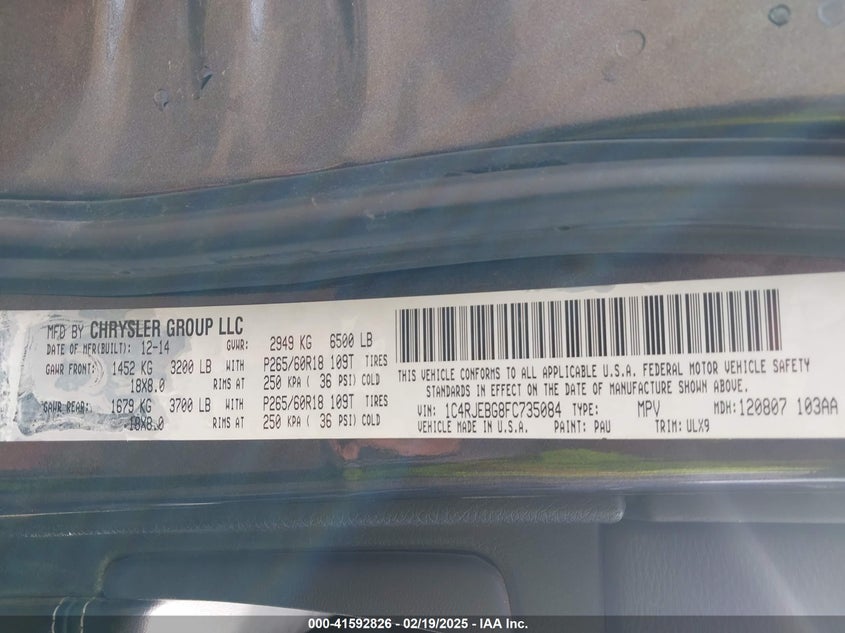 MFD BY CHRYSLER GROUP LLC
DATE OF MFR(BUILT): 12-14 GVWR: 2949 KG 6500 LB
GAWR FRONT: 1452 KG 3200 LB WITH P265/60R18 109T TIRES
18X8.0 RIMS AT 250 KPA ( 36 PSI) COLD
GAWR REAR: 1679 KG 3700 LB WITH P265/60R18 109T TIRES
18X8.0 RIMS AT 250 KPA ( 36 PSI) COLD
THIS VEHICLE CONFORMS TO ALL APPLICABLE U.S.A. FEDERAL MOTOR VEHICLE SAFETY
STANDARDS IN EFFECT ON THE DATE OF MANUFACTURE SHOWN ABOVE.
VIN: 1C4RJEBG8FC735084 TYPE: MPV MDH: 120807 103AA
VEHICLE MADE IN U.S.A. PAINT: PAU TRIM: ULX9
000-41592826 - 02/19/2025 - IAA Inc.